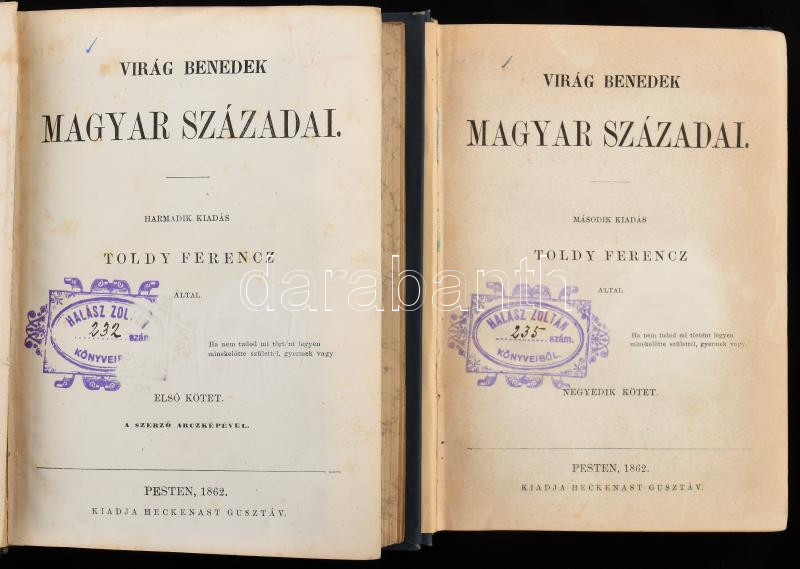 VIRÁG BENEDEK
MAGYAR SZÁZADAI.
HARMADIK KIADÁS
TOLDY FERENCZ
ÁLTAL.
HALÁSZ ZOL
232 szám
KÖNYVEIB
Ha nem tudod mi történt legyen
minekelőtte születtél, gyermek vagy
ELSŐ KÖTET.
A SZERZŐ ARCZKÉPÉVEL.
PESTEN, 1862.
KIADJA HECKENAST GUSZTÁV.
VIRÁG BENEDEK
MAGYAR SZÁZADAI.
MÁSODIK KIADÁS
TOLDY FERENCZ
ÁLTAL.
HALÁSZ ZOLTÁN
235 szám.
KÖNYVEIBŐL.
Ha nem tudod mi történt legyen
minekelőtte születtél, gyermek vagy.
NEGYEDIK KÖTET.
PESTEN, 1862.
KIADJA HECKENAST GUSZTÁV.
darabanth